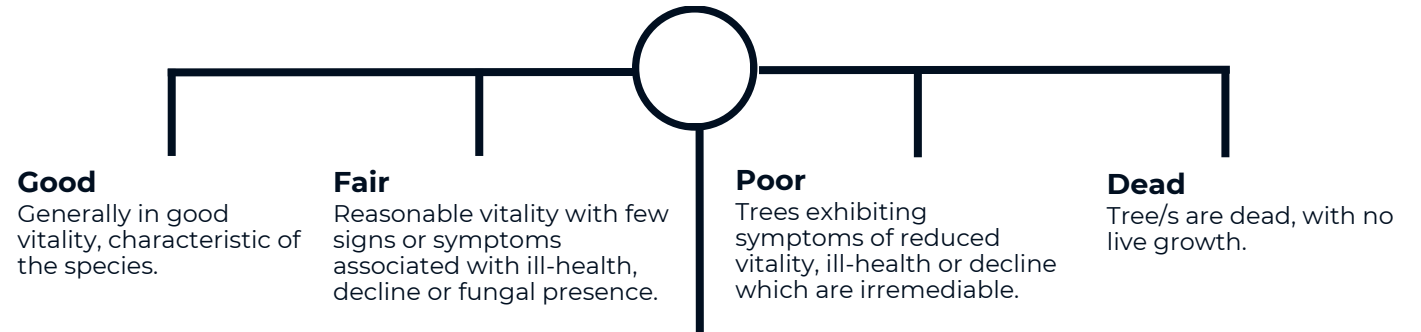 Good
Generally in good
vitality, characteristic of
the species.
Fair
Reasonable vitality with few
signs or symptoms
associated with ill-health,
decline or fungal presence.
Poor
Trees exhibiting
symptoms of reduced
vitality, ill-health or decline
which are irremediable.
Dead
Tree/s are dead, with no
live growth.